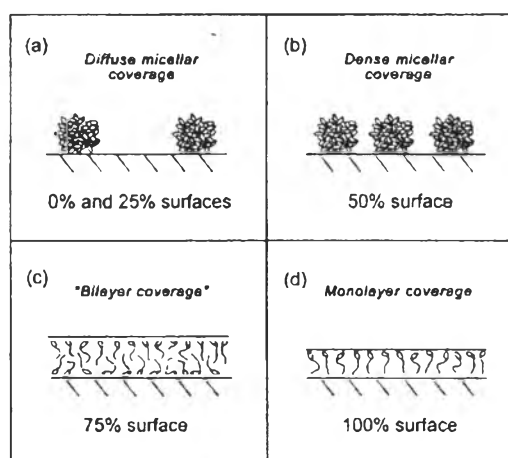 (a)
Diffuse micellar
coverage
0% and 25% surfaces
(b)
Dense micellar
coverage
50% surface
(c)
"Bilayer coverage"
75% surface
(d)
Monolayer coverage
100% surface